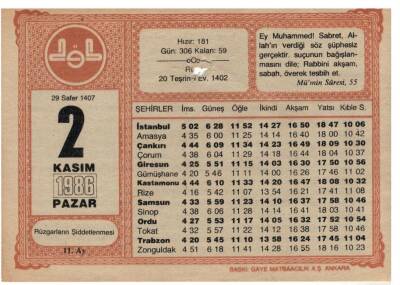 29 Safer 1407
2
KASIM
1986
PAZAR
Rüzgarların Şiddetlenmesi
11. Ay
Hızır: 181
Gün: 306 Kalan: 59
20 Teşrin-i Ev. 1402
Ey Muhammed! Sabret, Al-
lah'ın verdiği söz şüphesiz
gerçektir. suçunun bağışlan-
masını dile; Rabbini akşam,
sabah, överek tesbih et.
Mü'min Sûresi, 55
ŞEHİRLER İms. Güneş Öğle İkindi Akşam Yatsı Kıble S.
İstanbul 5 02 6 28 11 52 14 27 16 50 18 47 10 06
Amasya 4 35 6 00 11 25 14 14 16 40 18 00 10 42
Çankırı 4 44 6 09 11 34 14 23 16 49 18 09 10 30
Çorum 4 38 6 04 11 29 14 18 16 44 18 04 10 37
Giresun 4 25 5 51 11 15 14 03 16 30 17 50 10 56
Gümüşhane 4 20 5 46 11 11 14 00 16 26 17 46 11 02
Kastamonu 4 44 6 10 11 33 14 20 16 47 18 08 10 32
Rize 4 16 5 42 11 07 13 54 16 21 17 41 11 08
Samsun 4 33 5 59 11 23 14 10 16 37 17 58 10 46
Sinop 4 38 6 06 11 28 14 14 16 41 18 03 10 41
Ordu 4 27 5 53 11 17 14 05 16 32 17 52 10 54
Tokat 4 32 5 57 11 22 14 12 16 38 17 58 10 46
Trabzon 4 20 5 45 11 10 13 58 16 24 17 45 11 04
Zonguldak 4 51 6 18 11 41 14 28 16 55 18 16 10 23
BASKI: GAYE MATBAACILIK A.Ş. ANKARA